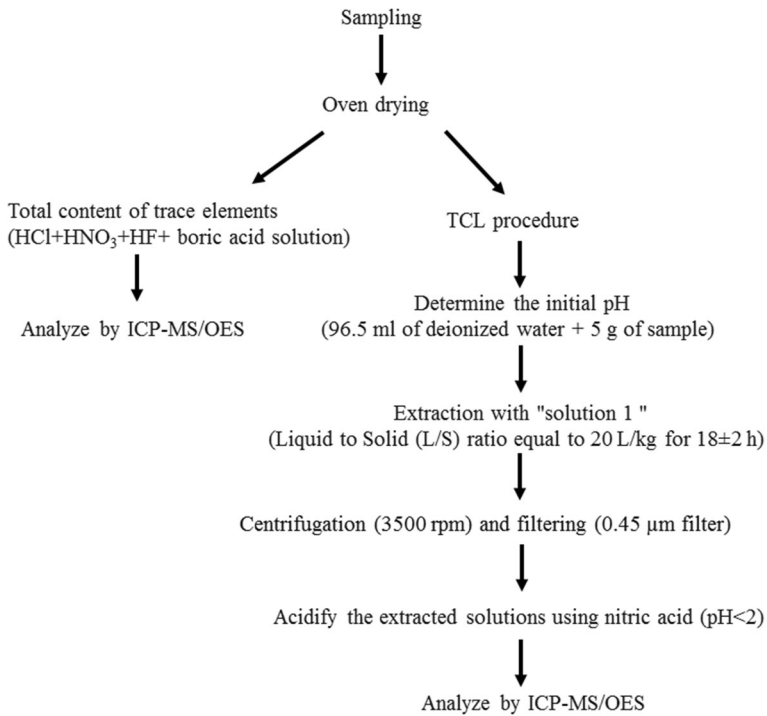 Sampling
Oven drying
Total content of trace elements
(HCl+HNO₃+HF+ boric acid solution)
Analyze by ICP-MS/OES
TCL procedure
Determine the initial pH
(96.5 ml of deionized water + 5 g of sample)
Extraction with "solution 1 "
(Liquid to Solid (L/S) ratio equal to 20 L/kg for 18±2 h)
Centrifugation (3500 rpm) and filtering (0.45 µm filter)
Acidify the extracted solutions using nitric acid (pH<2)
Analyze by ICP-MS/OES